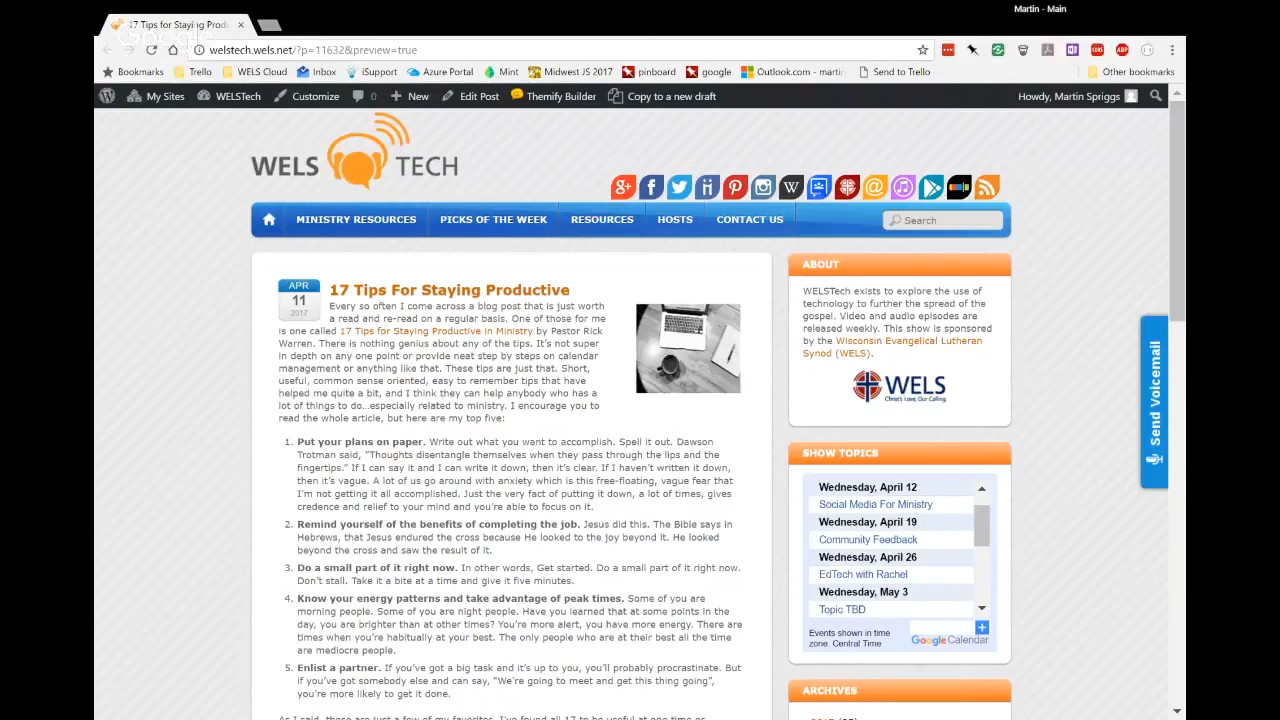 Martin - Main
17 Tips for Staying Produc
Google
welstech.wels.net/?p=11632&preview=true
Bookmarks Trello WELS Cloud Inbox iSupport Azure Portal Mint Midwest JS 2017 pinboard google Outlook.com - martin Send to Trello Other bookmarks
My Sites WELSTech Customize 0 New Edit Post Themify Builder Copy to a new draft Howdy, Martin Spriggs
WELS TECH
MINISTRY RESOURCES PICKS OF THE WEEK RESOURCES HOSTS CONTACT US Search
APR
11
2017
17 Tips For Staying Productive
Every so often I come across a blog post that is just worth
a read and re-read on a regular basis. One of those for me
is one called 17 Tips for Staying Productive in Ministry by Pastor Rick
Warren. There is nothing genius about any of the tips. It's not super
in depth on any one point or provide neat step by steps on calendar
management or anything like that. These tips are just that. Short,
useful, common sense oriented, easy to remember tips that have
helped me quite a bit, and I think they can help anybody who has a
lot of things to do...especially related to ministry. I encourage you to
read the whole article, but here are my top five:
1. Put your plans on paper. Write out what you want to accomplish. Spell it out. Dawson
Trotman said, "Thoughts disentangle themselves when they pass through the lips and the
fingertips." If I can say it and I can write it down, then it's clear. If I haven't written it down,
then it's vague. A lot of us go around with anxiety which is this free-floating, vague fear that
I'm not getting it all accomplished. Just the very fact of putting it down, a lot of times, gives
credence and relief to your mind and you're able to focus on it.
2. Remind yourself of the benefits of completing the job. Jesus did this. The Bible says in
Hebrews, that Jesus endured the cross because He looked to the joy beyond it. He looked
beyond the cross and saw the result of it.
3. Do a small part of it right now. In other words, Get started. Do a small part of it right now.
Don't stall. Take it a bite at a time and give it five minutes.
4. Know your energy patterns and take advantage of peak times. Some of you are
morning people. Some of you are night people. Have you learned that at some points in the
day, you are brighter than at other times? You're more alert, you have more energy. There are
times when you're habitually at your best. The only people who are at their best all the time
are mediocre people.
5. Enlist a partner. If you've got a big task and it's up to you, you'll probably procrastinate. But
if you've got somebody else and can say, "We're going to meet and get this thing going",
you're more likely to get it done.
As I said, these are just a few of my favorites. I've found all 17 to be useful at one time or
ABOUT
WELSTech exists to explore the use of
technology to further the spread of the
gospel. Video and audio episodes are
released weekly. This show is sponsored
by the Wisconsin Evangelical Lutheran
Synod (WELS).
WELS
Christ's Love, Our Calling.
SHOW TOPICS
Wednesday, April 12
Social Media For Ministry
Wednesday, April 19
Community Feedback
Wednesday, April 26
EdTech with Rachel
Wednesday, May 3
Topic TBD
Events shown in time
zone: Central Time
Google Calendar
ARCHIVES
Send Voicemail